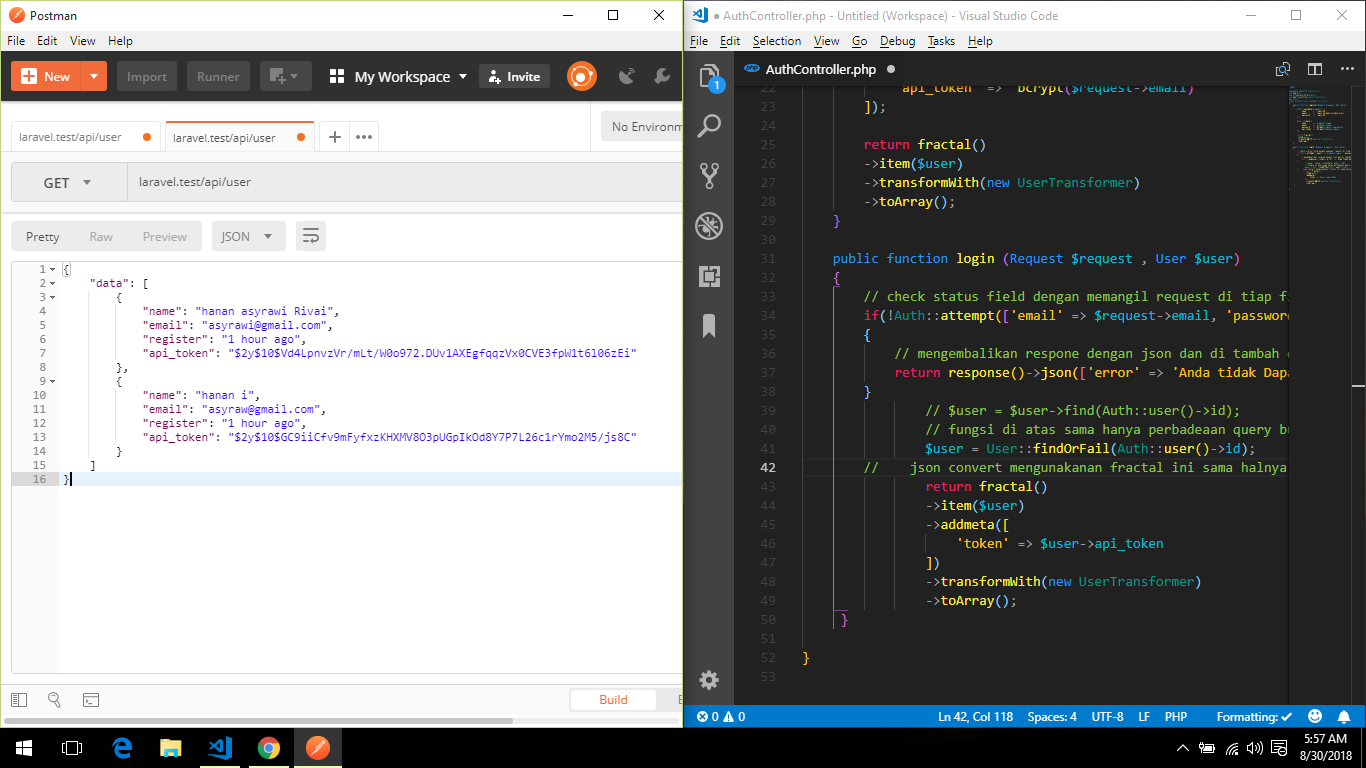 Postman
File Edit View Help
New Import Runner My Workspace Invite
laravel.test/api/user laravel.test/api/user No Environm
GET laravel.test/api/user
Pretty Raw Preview JSON
1 {
2 "data": [
3 {
4 "name": "hanan asyrawi Rivai",
5 "email": "asyrawi@gmail.com",
6 "register": "1 hour ago",
7 "api_token": "$2y$10$Vd4LpnvzVr/mLt/W0o972.DUv1AXEgfqqzVx0CVE3fpW1t6106zEi"
8 },
9 {
10 "name": "hanan i",
11 "email": "asyraw@gmail.com",
12 "register": "1 hour ago",
13 "api_token": "$2y$10$GC9iiCfv9mFyfxzKHXMV8O3pUGpIkOd8Y7P7L26c1rYmo2M5/js8C"
14 }
15 ]
16 }
Build
AuthController.php - Untitled (Workspace) - Visual Studio Code
File Edit Selection View Go Debug Tasks Help
1
AuthController.php
22 'api_token' => bcrypt($request->email)
23 ]);
24
25 return fractal()
26 ->item($user)
27 ->transformWith(new UserTransformer)
28 ->toArray();
29 }
30
31 public function login (Request $request , User $user)
32 {
33 // check status field dengan memangil request di tiap fi
34 if(!Auth::attempt(['email' => $request->email, 'passwor
35 {
36 // mengembalikan respone dengan json dan di tambah
37 return response()->json(['error' => 'Anda tidak Dapa
38 }
39 // $user = $user->find(Auth::user()->id);
40 // fungsi di atas sama hanya perbadeaan query b
41 $user = User::findOrFail(Auth::user()->id);
42 // json convert mengunakanan fractal ini sama halnya
43 return fractal()
44 ->item($user)
45 ->addmeta([
46 'token' => $user->api_token
47 ])
48 ->transformWith(new UserTransformer)
49 ->toArray();
50 }
51
52 }
53
0 0 Ln 42, Col 118 Spaces: 4 UTF-8 LF PHP Formatting:
5:57 AM
8/30/2018